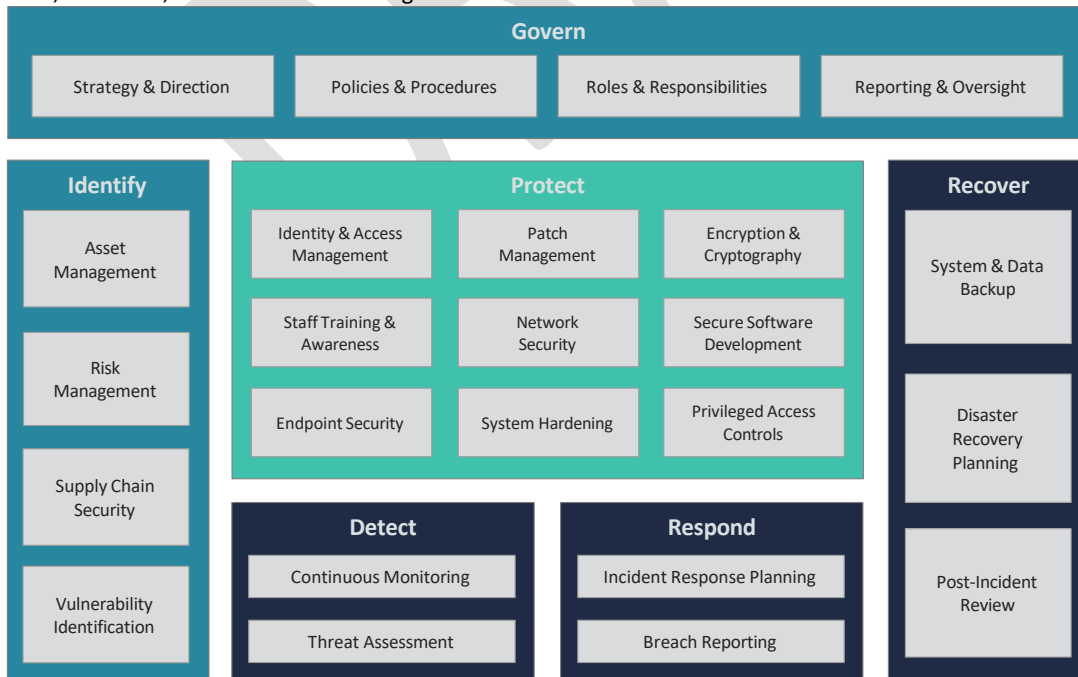 Govern
Strategy & Direction
Policies & Procedures
Roles & Responsibilities
Reporting & Oversight
Identify
Asset
Management
Risk
Management
Supply Chain
Security
Vulnerability
Identification
Protect
Identity & Access
Management
Patch
Management
Encryption &
Cryptography
Staff Training &
Awareness
Network
Security
Secure Software
Development
Endpoint Security
System Hardening
Privileged Access
Controls
Detect
Continuous Monitoring
Threat Assessment
Respond
Incident Response Planning
Breach Reporting
Recover
System & Data
Backup
Disaster
Recovery
Planning
Post-Incident
Review